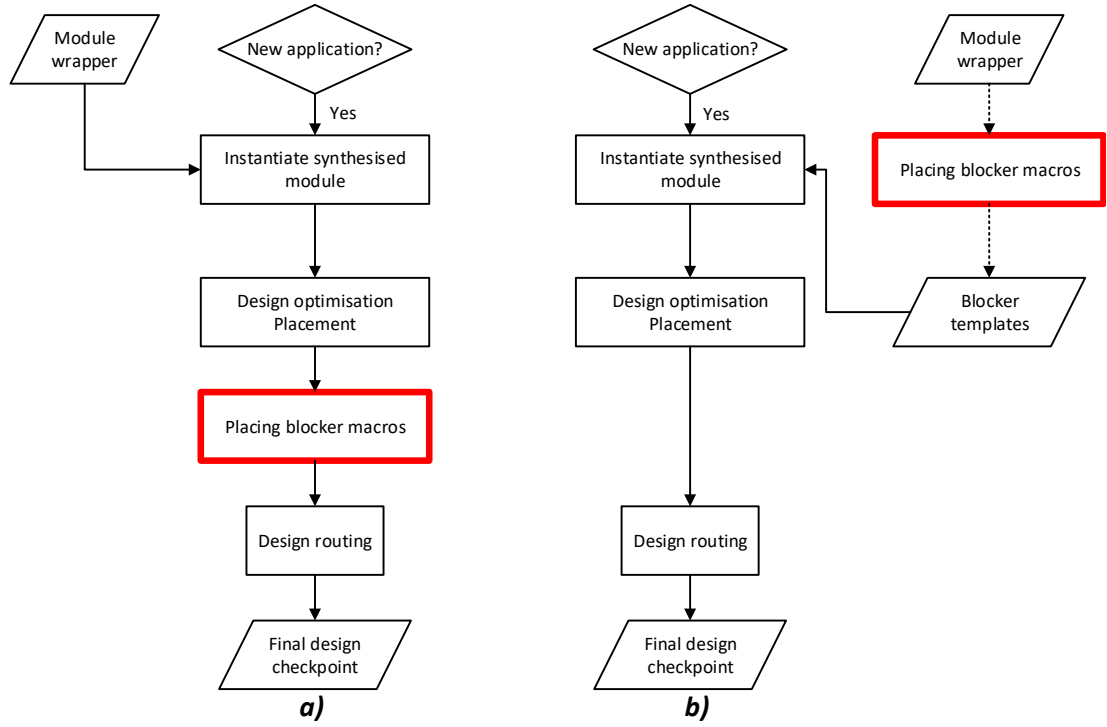 Module
wrapper
New application?
Yes
Instantiate synthesised
module
Design optimisation
Placement
Placing blocker macros
Design routing
Final design
checkpoint
a)
New application?
Yes
Instantiate synthesised
module
Design optimisation
Placement
Design routing
Final design
checkpoint
Module
wrapper
Placing blocker macros
Blocker
templates
b)